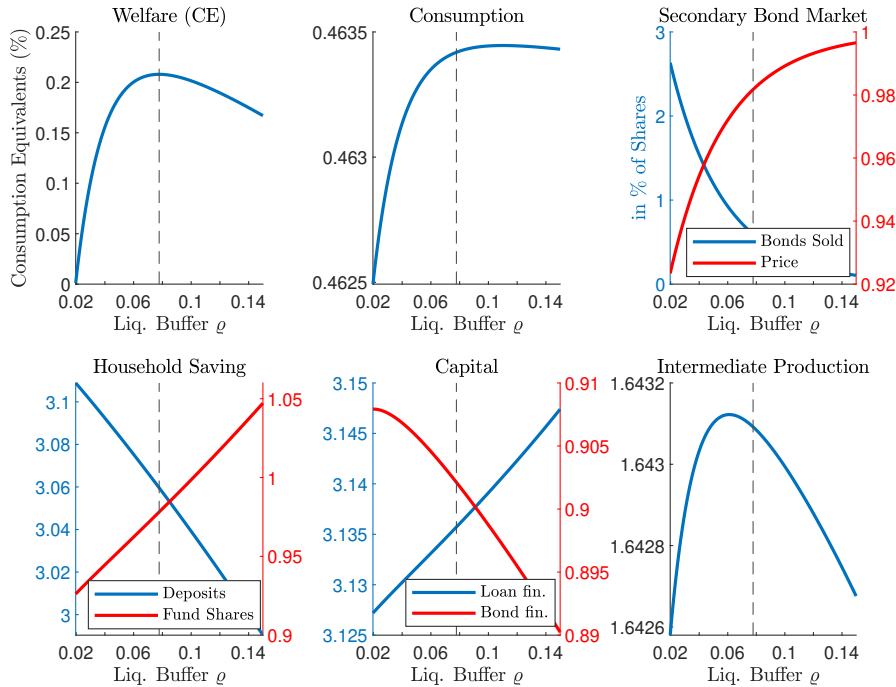 Welfare (CE)
Consumption Equivalents (%)
0.25
0.2
0.15
0.1
0.05
0
0.02 0.06 0.1 0.14
Liq. Buffer ϱ
Consumption
0.4635
0.463
0.4625
0.02 0.06 0.1 0.14
Liq. Buffer ϱ
Secondary Bond Market
in % of Shares
3
2
1
0
1
0.98
0.96
0.94
0.92
Bonds Sold
Price
0.02 0.06 0.1 0.14
Liq. Buffer ϱ
Household Saving
3.1
3.08
3.06
3.04
3.02
3
1.05
1
0.95
0.9
Deposits
Fund Shares
0.02 0.06 0.1 0.14
Liq. Buffer ϱ
Capital
3.15
3.145
3.14
3.135
3.13
3.125
0.91
0.905
0.9
0.895
0.89
Loan fin.
Bond fin.
0.02 0.06 0.1 0.14
Liq. Buffer ϱ
Intermediate Production
1.6432
1.643
1.6428
1.6426
0.02 0.06 0.1 0.14
Liq. Buffer ϱ